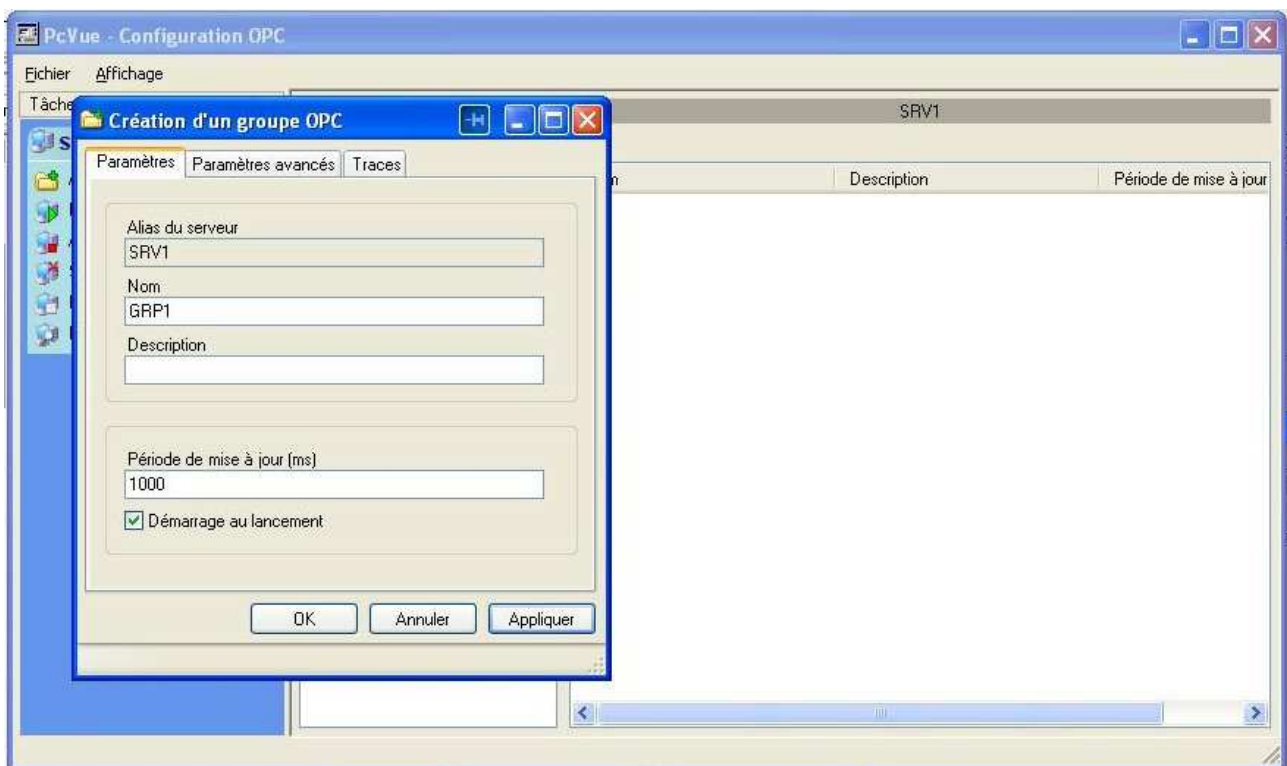 PcVue - Configuration OPC
Fichier Affichage
SRV1
Description Période de mise à jour
Création d'un groupe OPC
Paramètres Paramètres avancés Traces
Alias du serveur
SRV1
Nom
GRP1
Description
Période de mise à jour (ms)
1000
Démarrage au lancement
OK Annuler Appliquer